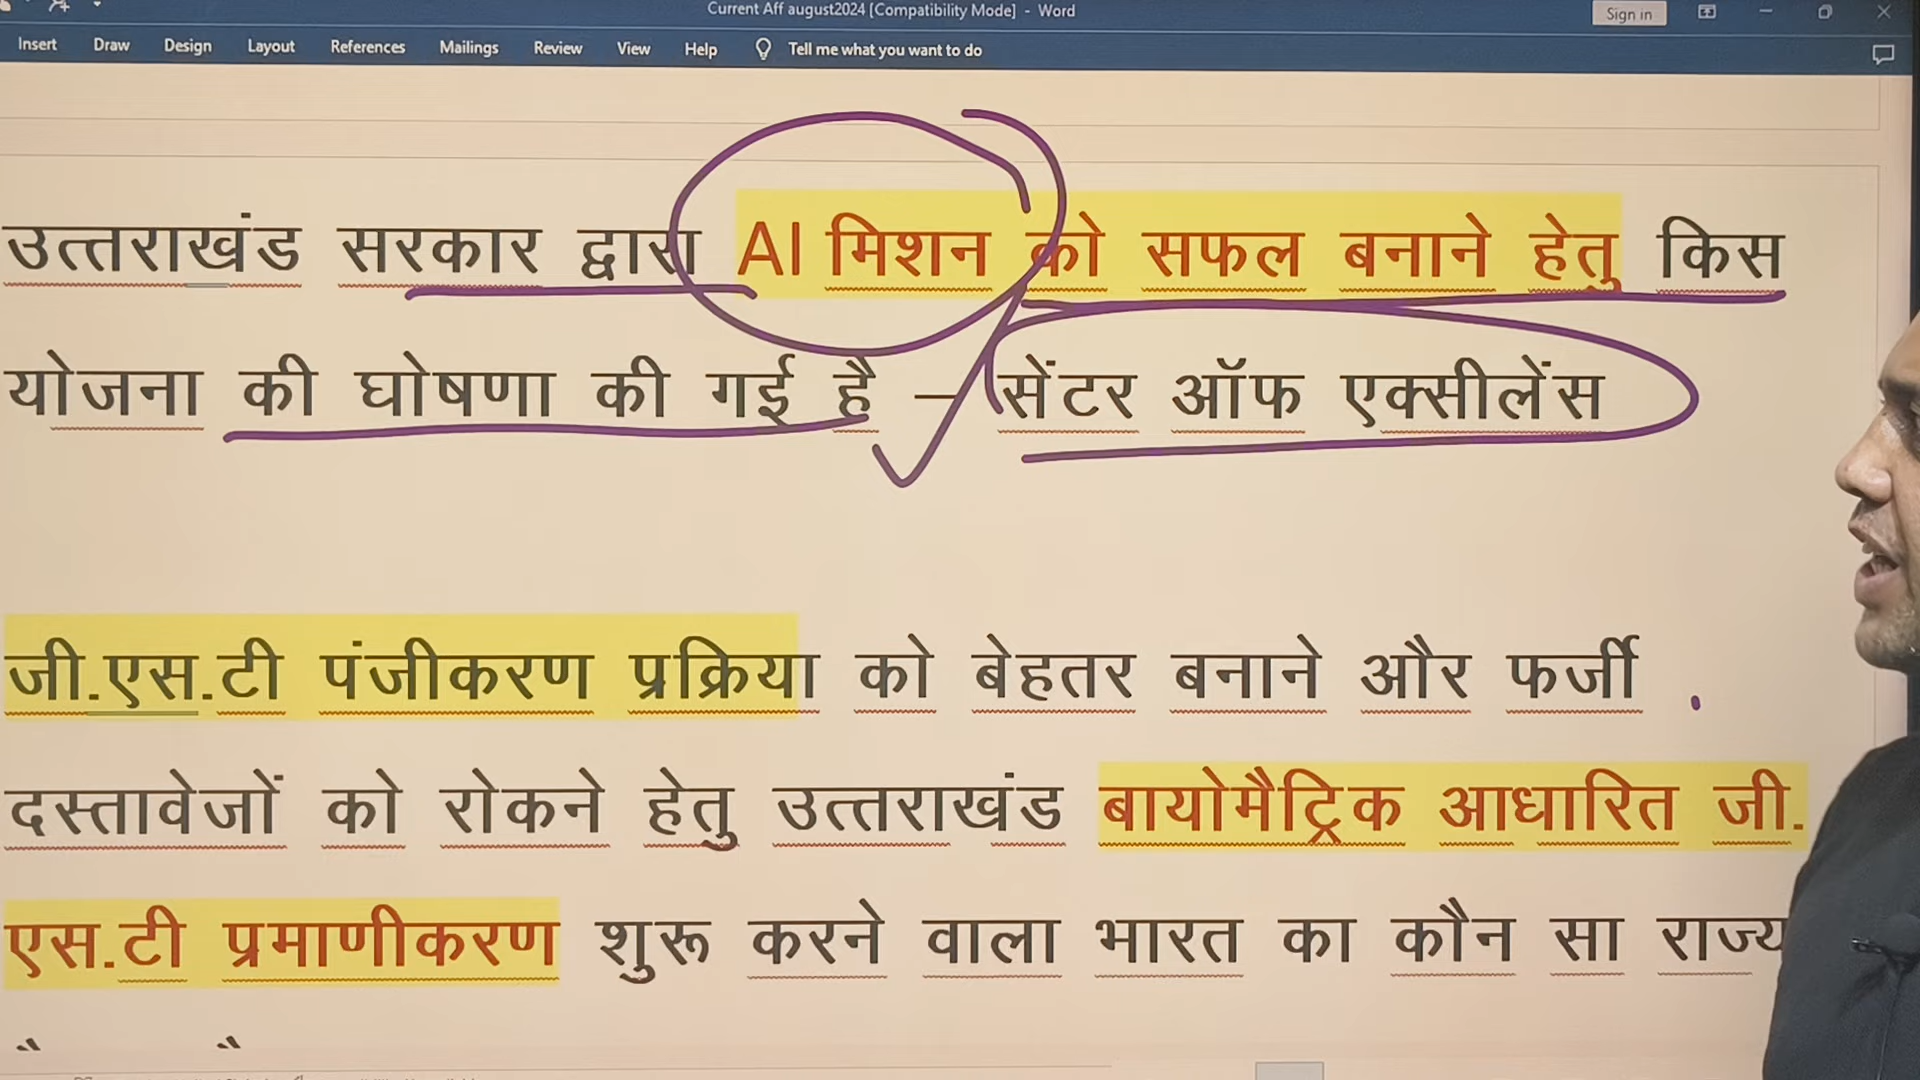 Current Aff august2024 [Compatibility Mode] - Word
Sign in
Insert Draw Design Layout References Mailings Review View Help Tell me what you want to do
उत्तराखंड सरकार द्वारा AI मिशन को सफल बनाने हेतु किस
योजना की घोषणा की गई है – सेंटर ऑफ एक्सीलेंस
जी.एस.टी पंजीकरण प्रक्रिया को बेहतर बनाने और फर्जी
दस्तावेजों को रोकने हेतु उत्तराखंड बायोमैट्रिक आधारित जी.
एस.टी प्रमाणीकरण शुरू करने वाला भारत का कौन सा राज्य